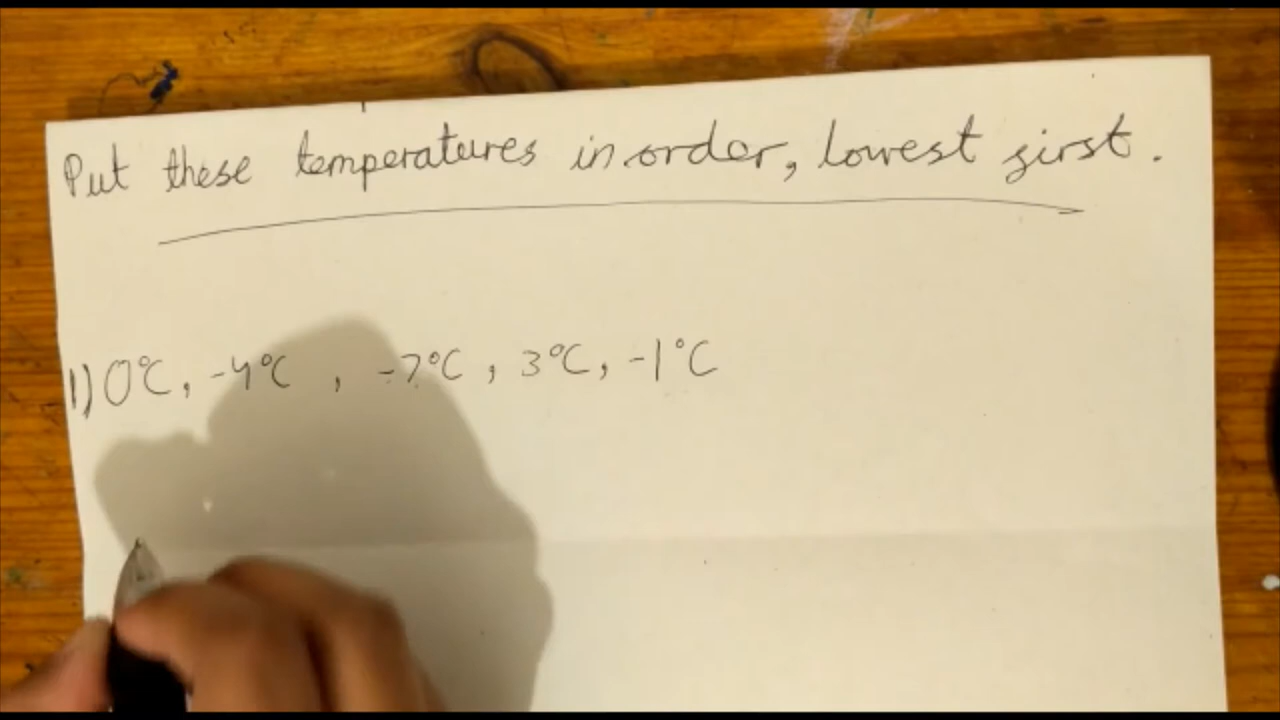 Put these temperatures in order, lowest first.
1) 0°C, -4°C , -7°C , 3°C, -1°C